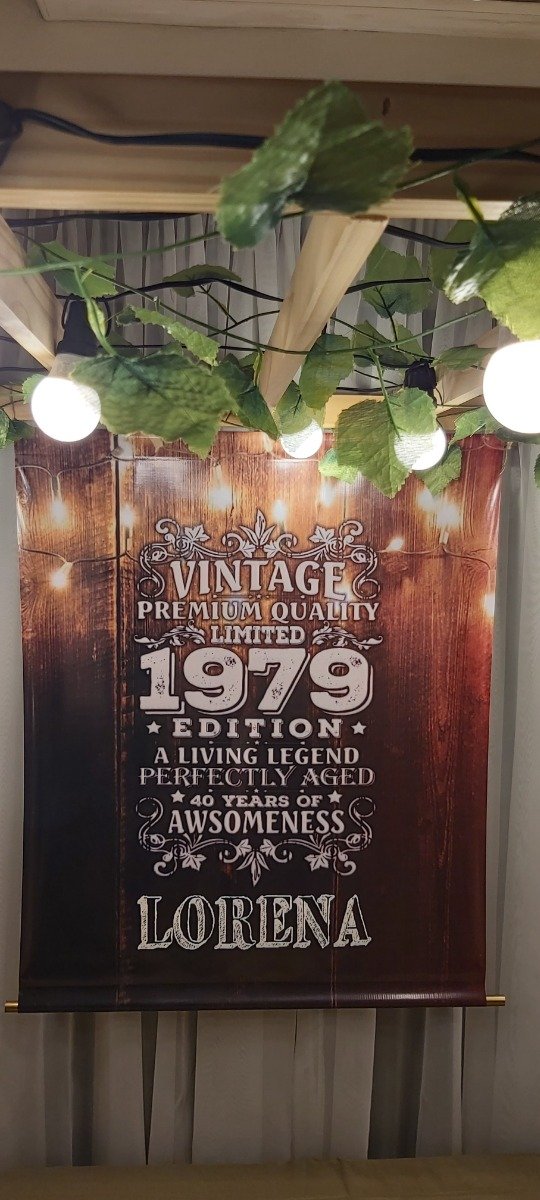 VINTAGE
PREMIUM QUALITY
LIMITED
1979
EDITION
A LIVING LEGEND
PERFECTLY AGED
40 YEARS OF
AWSOMENESS
LORENA